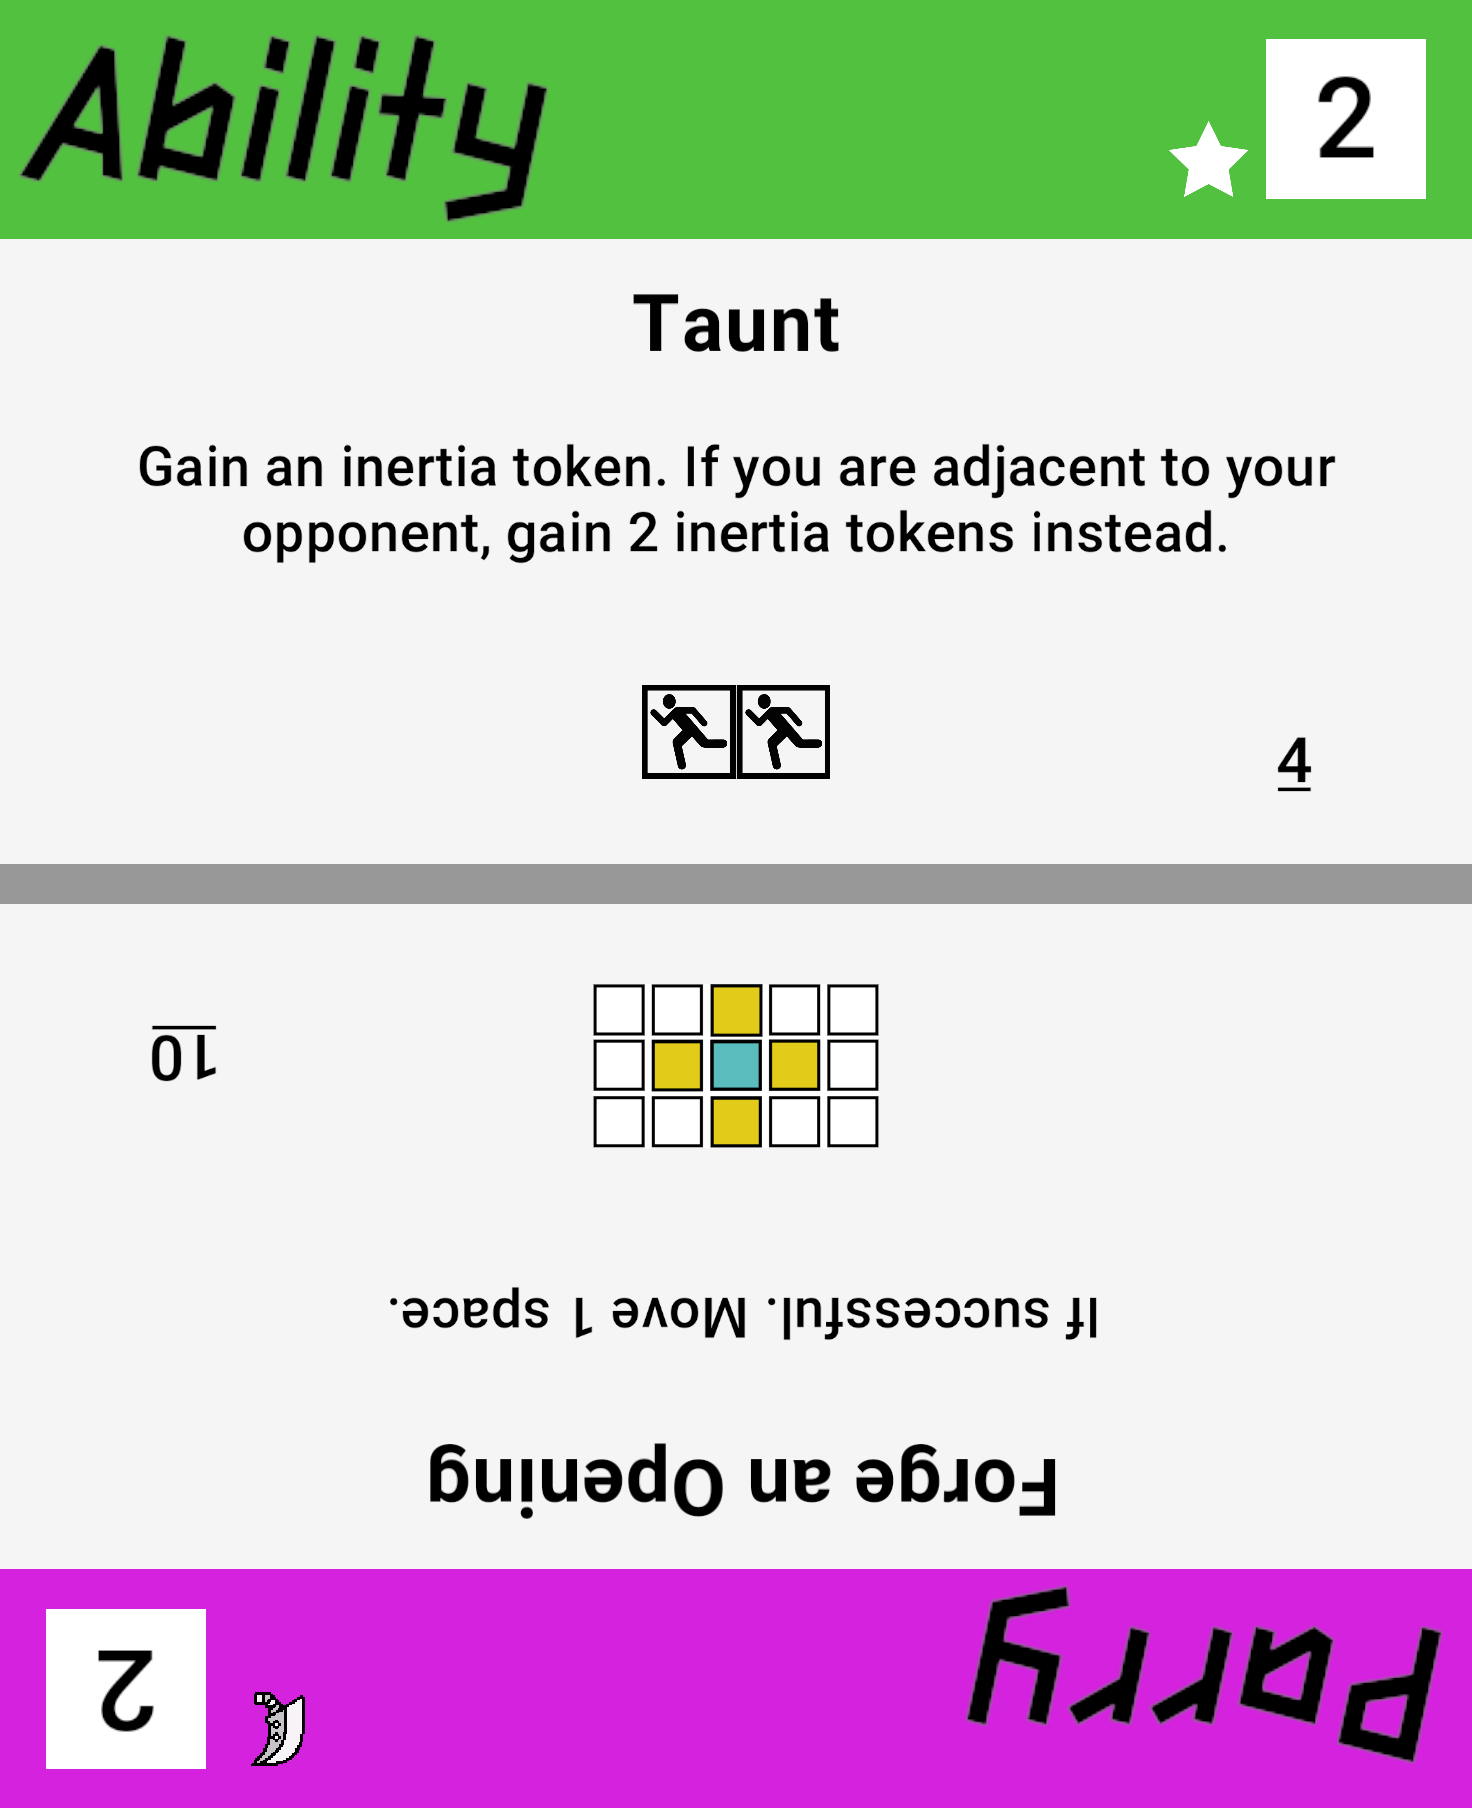 Ability
2
Taunt
Gain an inertia token. If you are adjacent to your
opponent, gain 2 inertia tokens instead.
4
Parry
2
Forge an Opening
If successful. Move 1 space.
10